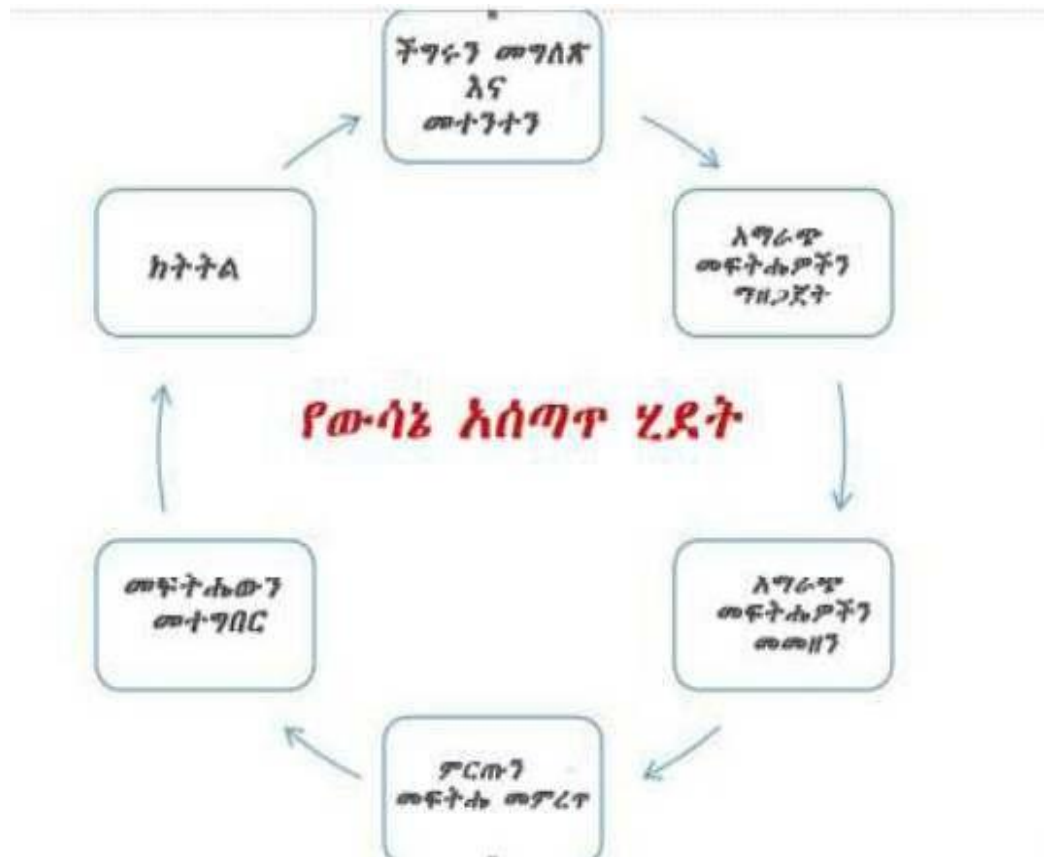 ችግሩን መግለጽ
እና
መተንተን
አማራጭ
መፍትሔዎችን
ማዘጋጀት
አማራጭ
መፍትሔዎችን
መመዘን
ምርጡን
መፍትሔ መምረጥ
መፍትሔውን
መተግበር
ክትትል
የውሳኔ አሰጣጥ ሂደት